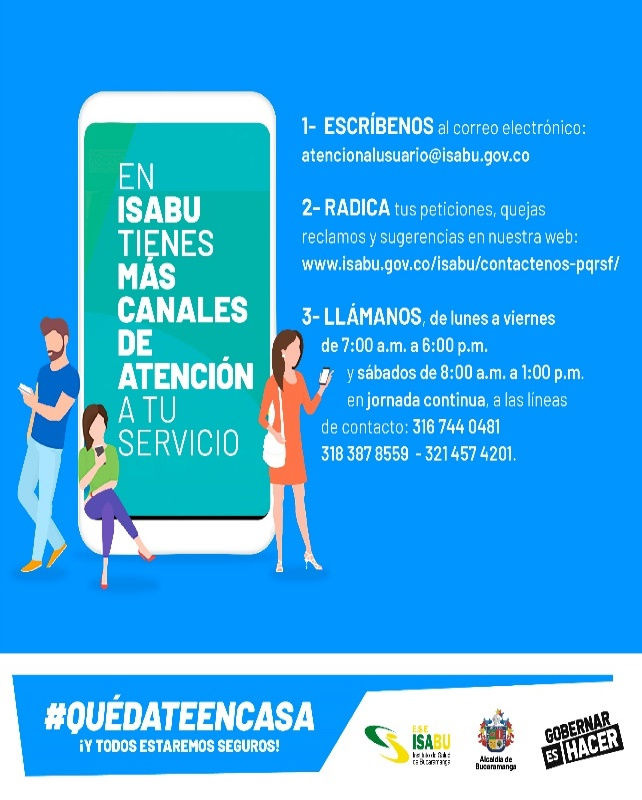 EN
ISABU
TIENES
MÁS
CANALES
DE
ATENCIÓN
A TU
SERVICIO
1- ESCRÍBENOS al correo electrónico:
atencionalusuario@isabu.gov.co
2- RADICA tus peticiones, quejas
reclamos y sugerencias en nuestra web:
www.isabu.gov.co/isabu/contactenos-pqrsf/
3- LLÁMANOS, de lunes a viernes
de 7:00 a.m. a 6:00 p.m.
y sábados de 8:00 a.m. a 1:00 p.m.
en jornada continua, a las líneas
de contacto: 316 744 0481
318 387 8559 - 321 457 4201.
#QUÉDATEENCASA
¡Y TODOS ESTAREMOS SEGUROS!
E.S.E
ISABU
Instituto de Salud
de Bucaramanga
Alcaldía de
Bucaramanga
GOBERNAR
ES HACER